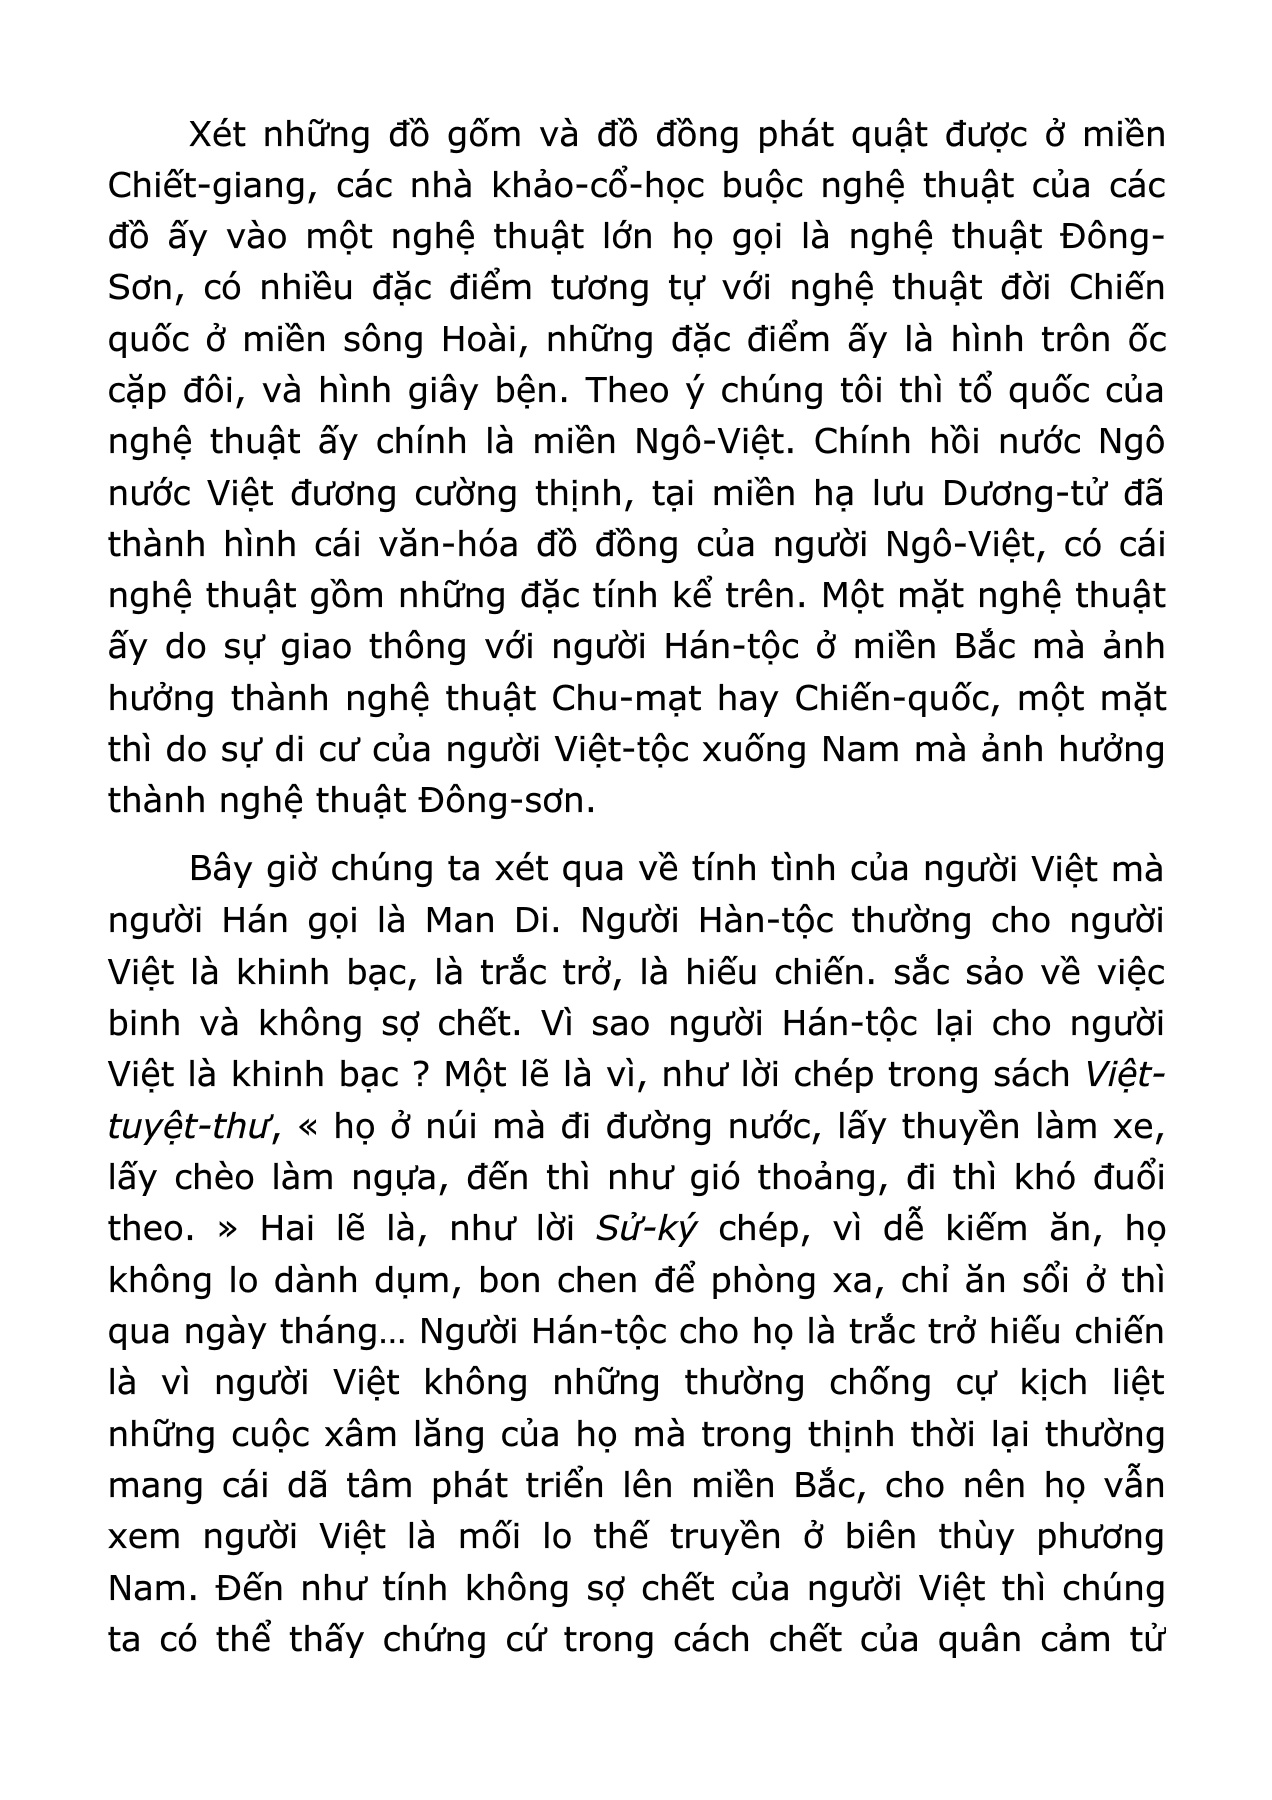 Xét những đồ gốm và đồ đồng phát quật được ở miền
Chiết-giang, các nhà khảo-cổ-học buộc nghệ thuật của các
đồ ấy vào một nghệ thuật lớn họ gọi là nghệ thuật Đông-
Sơn, có nhiều đặc điểm tương tự với nghệ thuật đời Chiến
quốc ở miền sông Hoài, những đặc điểm ấy là hình trôn ốc
cặp đôi, và hình giây bện. Theo ý chúng tôi thì tổ quốc của
nghệ thuật ấy chính là miền Ngô-Việt. Chính hồi nước Ngô
nước Việt đương cường thịnh, tại miền hạ lưu Dương-tử đã
thành hình cái văn-hóa đồ đồng của người Ngô-Việt, có cái
nghệ thuật gồm những đặc tính kể trên. Một mặt nghệ thuật
ấy do sự giao thông với người Hán-tộc ở miền Bắc mà ảnh
hưởng thành nghệ thuật Chu-mạt hay Chiến-quốc, một mặt
thì do sự di cư của người Việt-tộc xuống Nam mà ảnh hưởng
thành nghệ thuật Đông-sơn.
Bây giờ chúng ta xét qua về tính tình của người Việt mà
người Hán gọi là Man Di. Người Hàn-tộc thường cho người
Việt là khinh bạc, là trắc trở, là hiếu chiến. sắc sảo về việc
binh và không sợ chết. Vì sao người Hán-tộc lại cho người
Việt là khinh bạc ? Một lẽ là vì, như lời chép trong sách Việt-
tuyệt-thư, « họ ở núi mà đi đường nước, lấy thuyền làm xe,
lấy chèo làm ngựa, đến thì như gió thoảng, đi thì khó đuổi
theo. » Hai lẽ là, như lời Sử-ký chép, vì dễ kiếm ăn, họ
không lo dành dụm, bon chen để phòng xa, chỉ ăn sổi ở thì
qua ngày tháng… Người Hán-tộc cho họ là trắc trở hiếu chiến
là vì người Việt không những thường chống cự kịch liệt
những cuộc xâm lăng của họ mà trong thịnh thời lại thường
mang cái dã tâm phát triển lên miền Bắc, cho nên họ vẫn
xem người Việt là mối lo thế truyền ở biên thùy phương
Nam. Đến như tính không sợ chết của người Việt thì chúng
ta có thể thấy chứng cứ trong cách chết của quân cảm tử